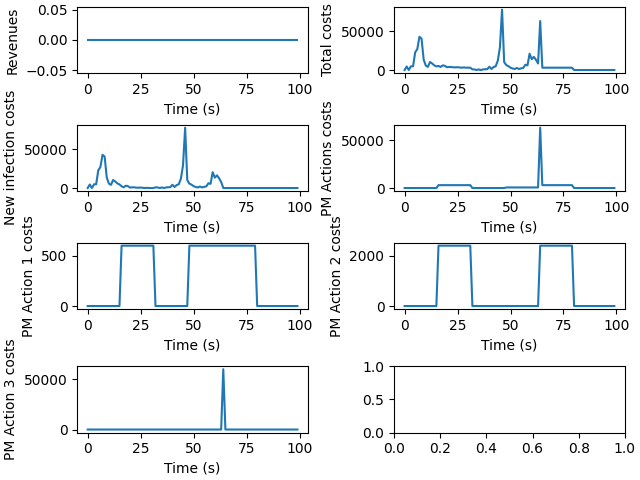 Revenues
0.05
0.00
−0.05
0 25 50 75 100
Time (s)
Total costs
50000
0
0 25 50 75 100
Time (s)
New infection costs
50000
0
0 25 50 75 100
Time (s)
PM Actions costs
50000
0
0 25 50 75 100
Time (s)
PM Action 1 costs
500
0
0 25 50 75 100
Time (s)
PM Action 2 costs
2000
0
0 25 50 75 100
Time (s)
PM Action 3 costs
50000
0
0 25 50 75 100
Time (s)
1.0
0.5
0.0
0.0 0.2 0.4 0.6 0.8 1.0